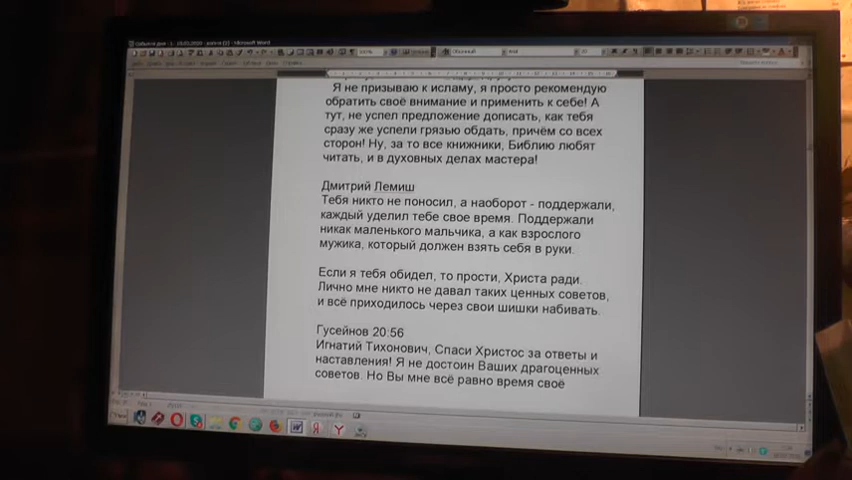 Я не призываю к исламу, я просто рекомендую
обратить своё внимание и применить к себе! А
тут, не успел предложение дописать, как тебя
сразу же успели грязью обдать, причём со всех
сторон! Ну, за то все книжники, Библию любят
читать, и в духовных делах мастера!
Дмитрий Лемиш
Тебя никто не поносил, а наоборот - поддержали,
каждый уделил тебе свое время. Поддержали
никак маленького мальчика, а как взрослого
мужика, который должен взять себя в руки.
Если я тебя обидел, то прости, Христа ради.
Лично мне никто не давал таких ценных советов,
и всё приходилось через свои шишки набивать.
Гусейнов 20:56
Игнатий Тихонович, Спаси Христос за ответы и
наставления! Я не достоин Ваших драгоценных
советов. Но Вы мне всё равно время своё